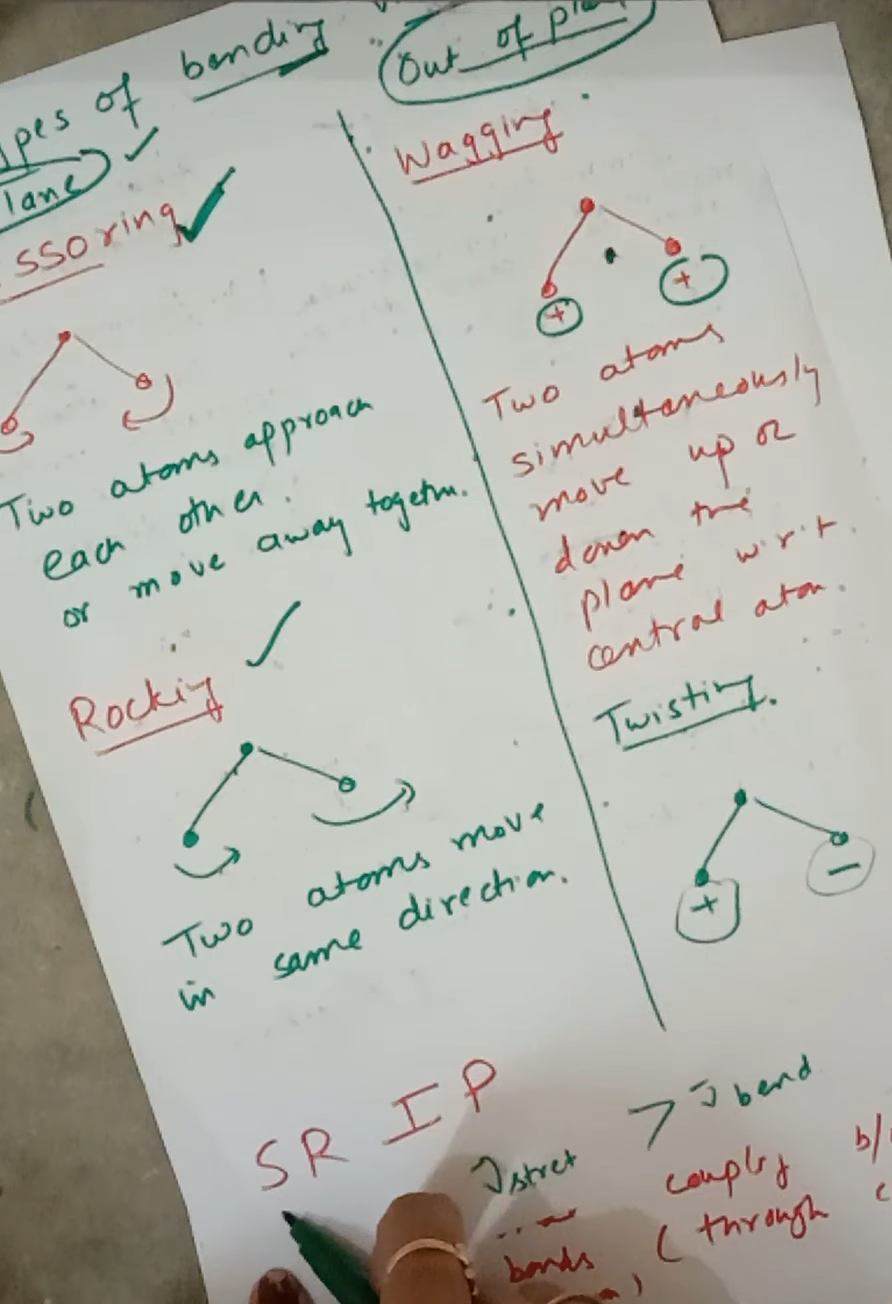 pes of bending
lane
ssoring
Two atoms approach
each other.
or move away togethr.
Rocking
Two atoms move
in same direction.
Out of plan
Wagging
+ +
Two atoms
simultaneously
move up or
down the
plane w.r.t
central atom.
Twisting.
+ −
SR IP
ν stret > ν bend
coupling b/
bonds (through c